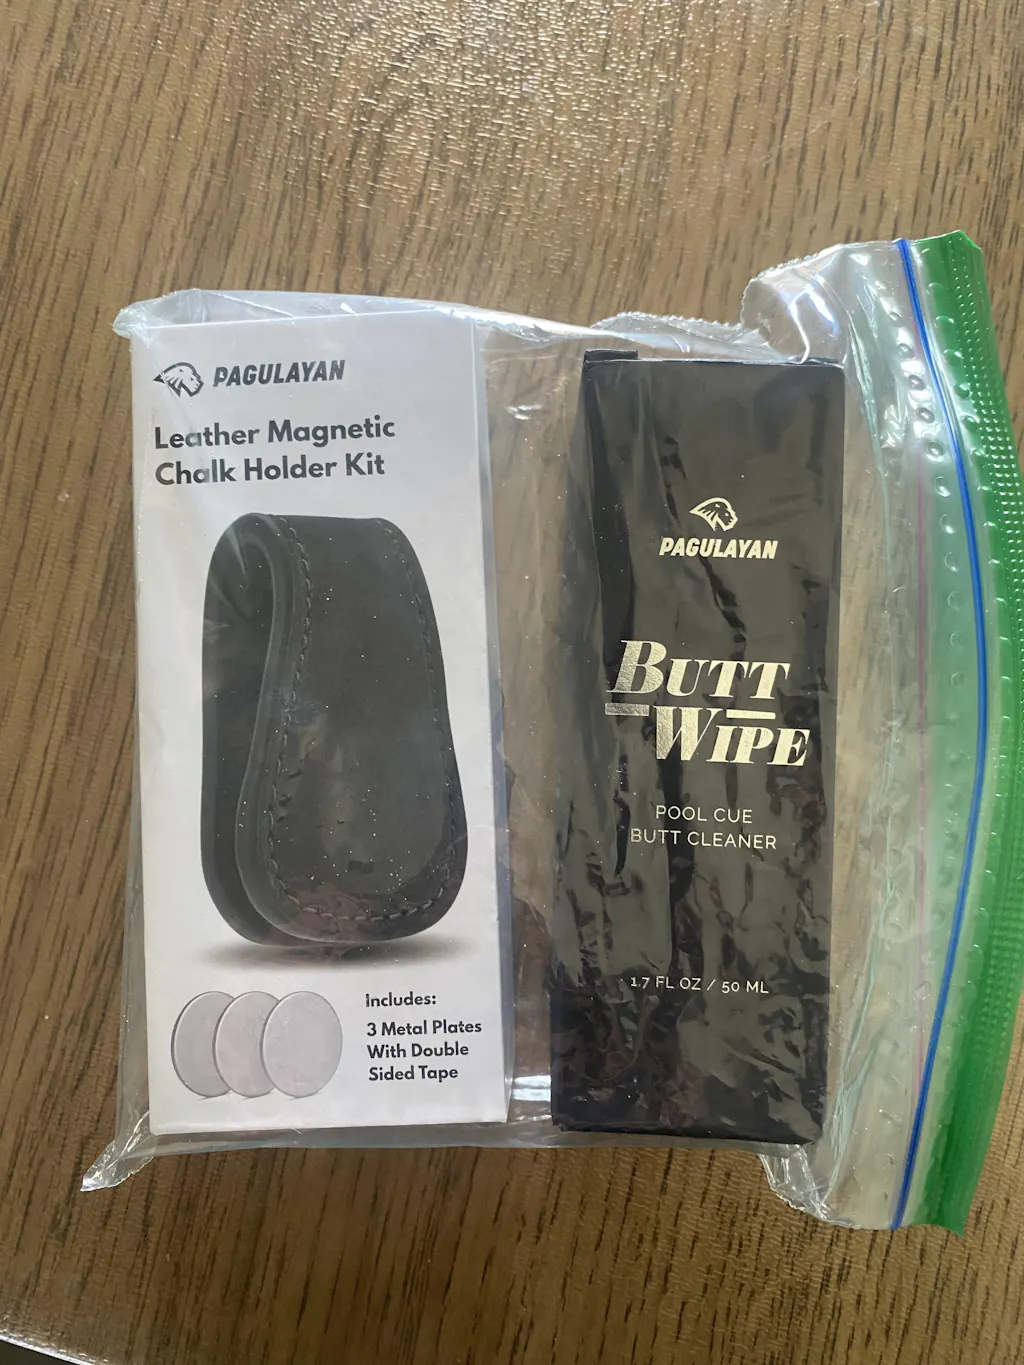 PAGULAYAN
Leather Magnetic
Chalk Holder Kit
Includes:
3 Metal Plates
With Double
Sided Tape
PAGULAYAN
BUTT
WIPE
POOL CUE
BUTT CLEANER
1.7 FL OZ / 50 ML